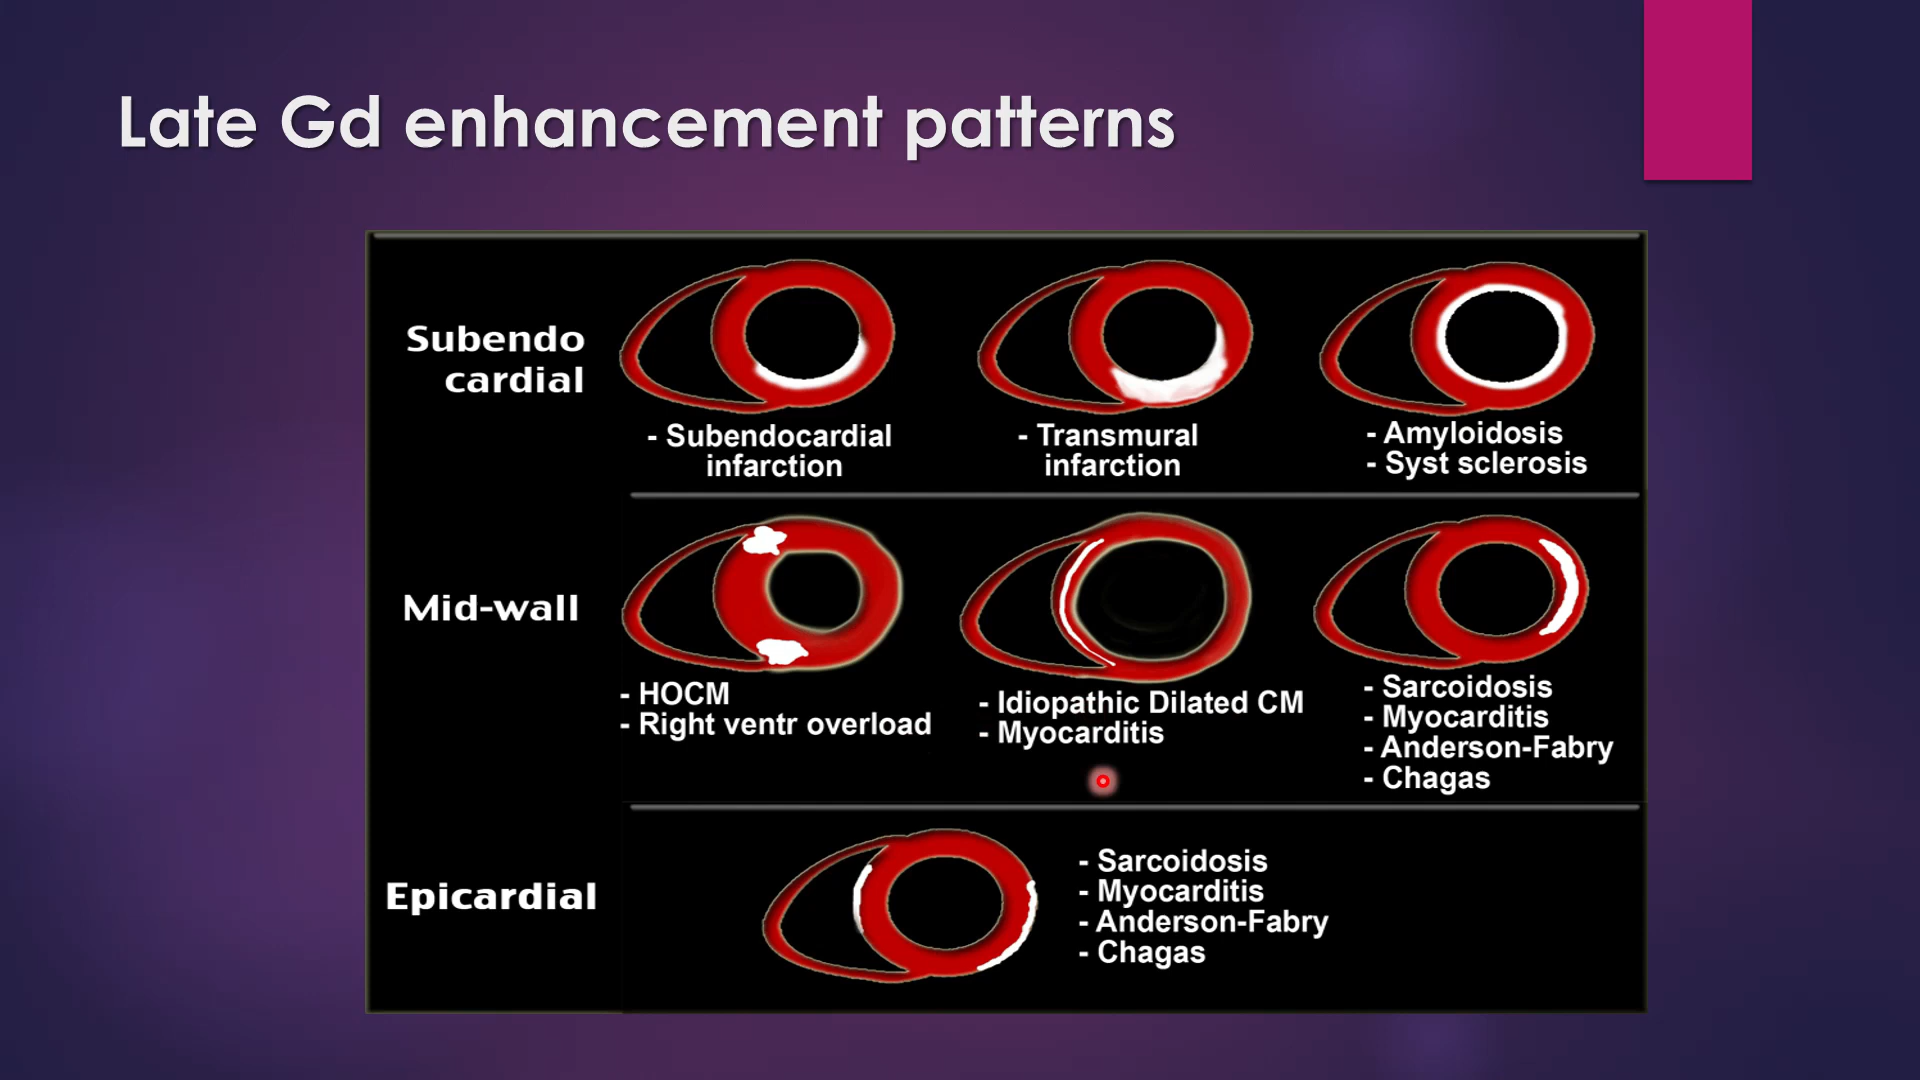 Late Gd enhancement patterns
Subendo
cardial
- Subendocardial
infarction
- Transmural
infarction
- Amyloidosis
- Syst sclerosis
Mid-wall
- HOCM
- Right ventr overload
- Idiopathic Dilated CM
- Myocarditis
- Sarcoidosis
- Myocarditis
- Anderson-Fabry
- Chagas
Epicardial
- Sarcoidosis
- Myocarditis
- Anderson-Fabry
- Chagas